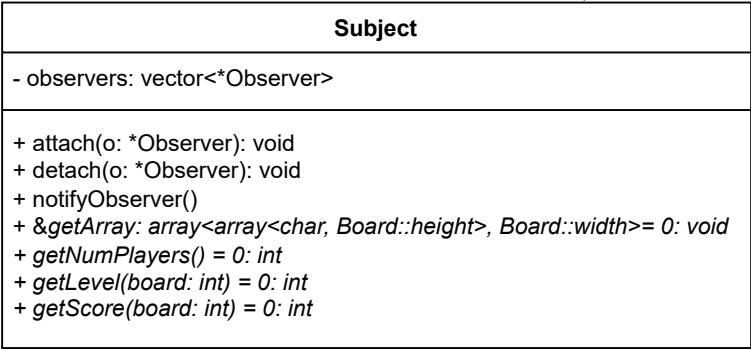 Subject
- observers: vector<*Observer>
+ attach(o: *Observer): void
+ detach(o: *Observer): void
+ notifyObserver()
+ &getArray: array<array<char, Board::height>, Board::width>= 0: void
+ getNumPlayers() = 0: int
+ getLevel(board: int) = 0: int
+ getScore(board: int) = 0: int